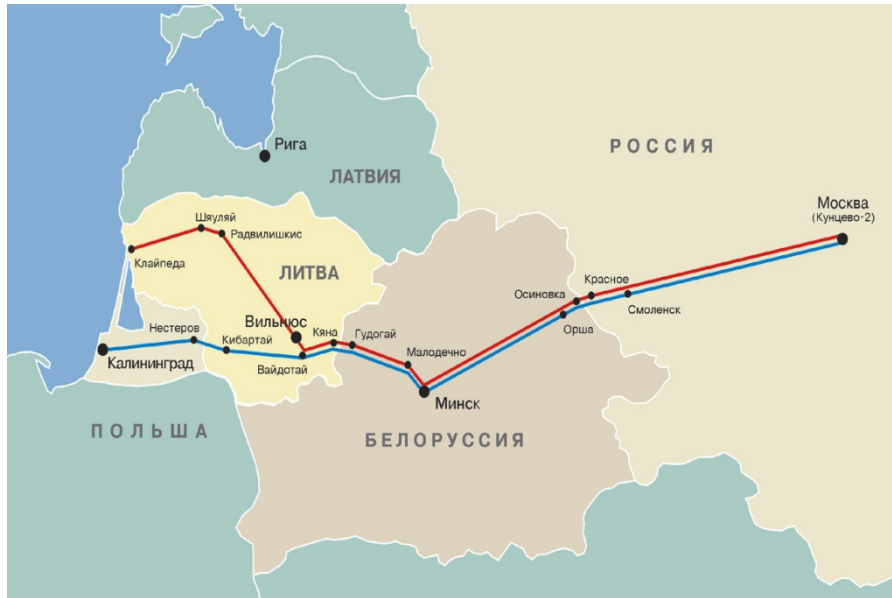 Рига
РОССИЯ
ЛАТВИЯ
Москва
(Кунцево-2)
Шяуляй
Радвилишкис
Клайпеда
ЛИТВА
Красное
Осиновка
Смоленск
Орша
Нестеров
Вильнюс
Кяна
Гудогай
Кибартай
Калининград
Вайдотай
Малодечно
Минск
ПОЛЬША
БЕЛОРУССИЯ